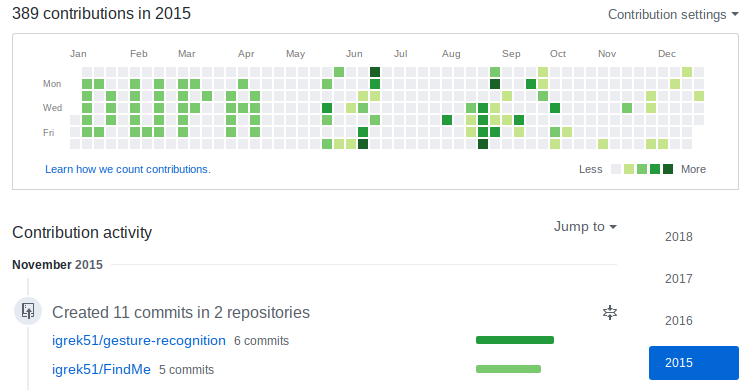 389 contributions in 2015
Contribution settings
Jan Feb Mar Apr May Jun Jul Aug Sep Oct Nov Dec
Mon
Wed
Fri
Learn how we count contributions.
Less More
Contribution activity
Jump to
2018
November 2015
2017
Created 11 commits in 2 repositories
2016
igrek51/gesture-recognition 6 commits
2015
igrek51/FindMe 5 commits